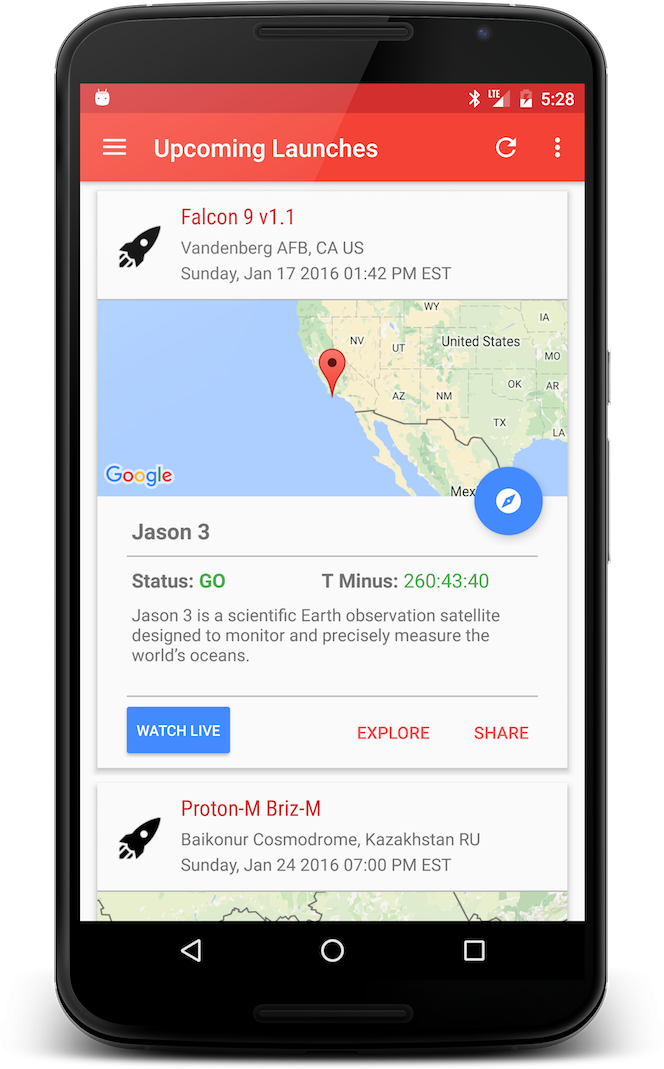 LTE 5:28
Upcoming Launches
Falcon 9 v1.1
Vandenberg AFB, CA US
Sunday, Jan 17 2016 01:42 PM EST
WY
IA
NV
UT
United States
MO
OK
AR
AZ
NM
TX
LA
Google
Mex
Jason 3
Status: GO T Minus: 260:43:40
Jason 3 is a scientific Earth observation satellite
designed to monitor and precisely measure the
world’s oceans.
WATCH LIVE EXPLORE SHARE
Proton-M Briz-M
Baikonur Cosmodrome, Kazakhstan RU
Sunday, Jan 24 2016 07:00 PM EST